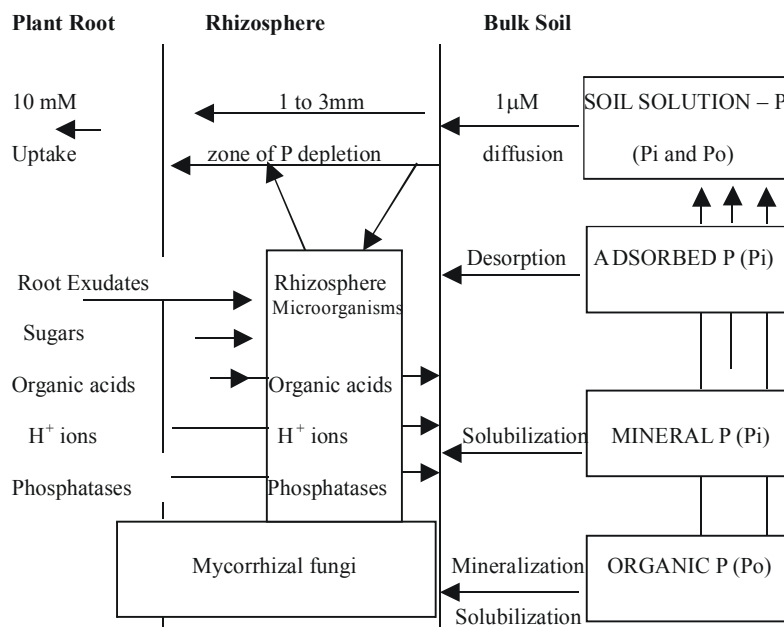 Plant Root Rhizosphere Bulk Soil
10 mM 1 to 3mm 1μM SOIL SOLUTION – P
Uptake zone of P depletion diffusion (Pi and Po)
Desorption ADSORBED P (Pi)
Root Exudates Rhizosphere
Microorganisms
Sugars
Organic acids Organic acids
H+ ions H+ ions Solubilization MINERAL P (Pi)
Phosphatases Phosphatases
Mycorrhizal fungi Mineralization ORGANIC P (Po)
Solubilization